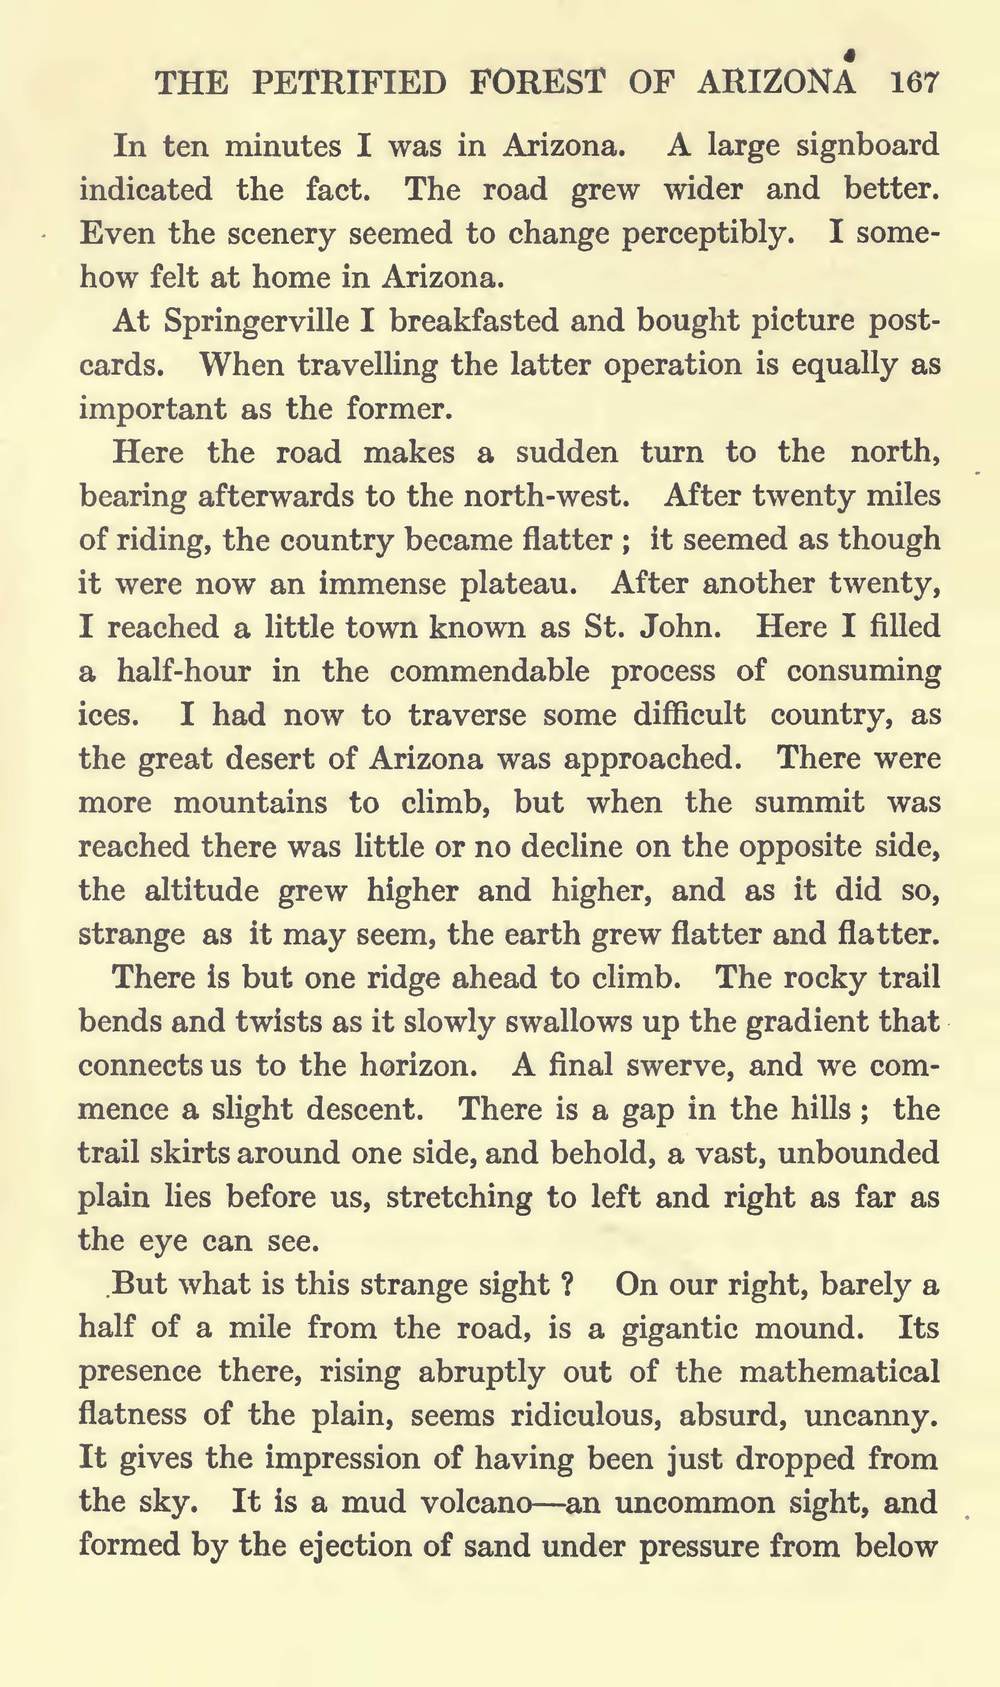 THE PETRIFIED FOREST OF ARIZONA 167
In ten minutes I was in Arizona. A large signboard
indicated the fact. The road grew wider and better.
Even the scenery seemed to change perceptibly. I some-
how felt at home in Arizona.
At Springerville I breakfasted and bought picture post-
cards. When travelling the latter operation is equally as
important as the former.
Here the road makes a sudden turn to the north,
bearing afterwards to the north-west. After twenty miles
of riding, the country became flatter ; it seemed as though
it were now an immense plateau. After another twenty,
I reached a little town known as St. John. Here I filled
a half-hour in the commendable process of consuming
ices. I had now to traverse some difficult country, as
the great desert of Arizona was approached. There were
more mountains to climb, but when the summit was
reached there was little or no decline on the opposite side,
the altitude grew higher and higher, and as it did so,
strange as it may seem, the earth grew flatter and flatter.
There is but one ridge ahead to climb. The rocky trail
bends and twists as it slowly swallows up the gradient that
connects us to the horizon. A final swerve, and we com-
mence a slight descent. There is a gap in the hills ; the
trail skirts around one side, and behold, a vast, unbounded
plain lies before us, stretching to left and right as far as
the eye can see.
But what is this strange sight ? On our right, barely a
half of a mile from the road, is a gigantic mound. Its
presence there, rising abruptly out of the mathematical
flatness of the plain, seems ridiculous, absurd, uncanny.
It gives the impression of having been just dropped from
the sky. It is a mud volcano—an uncommon sight, and
formed by the ejection of sand under pressure from below